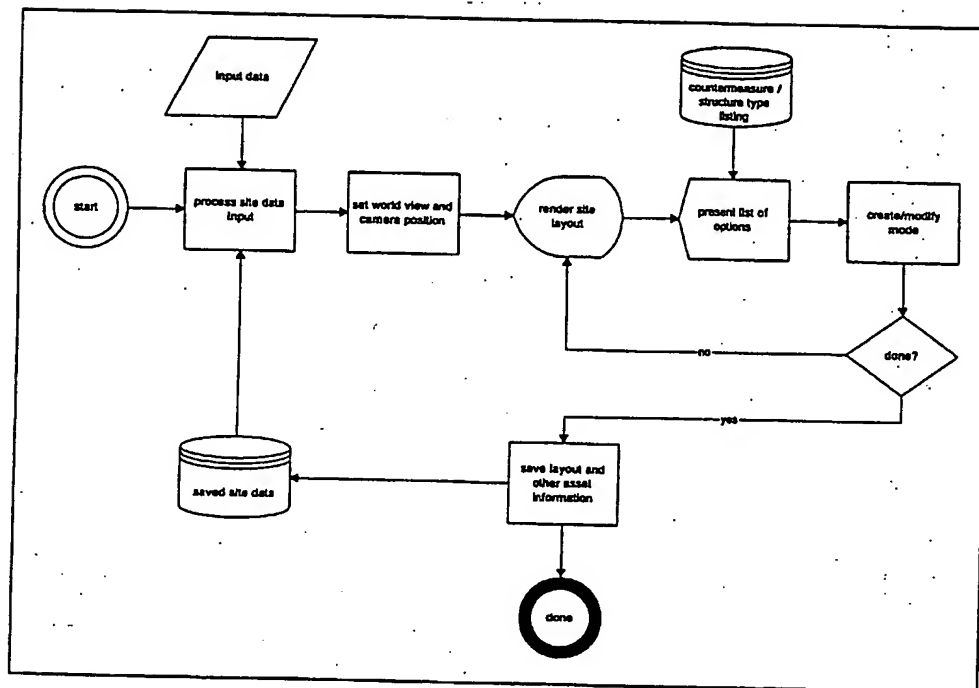 Input data
countermeasure /
structure type
listing
start
process site data
Input
set world view and
camera position
render site
layout
present list of
options
create/modify
mode
no
done?
yes
saved site data
save layout and
other asset
information
done